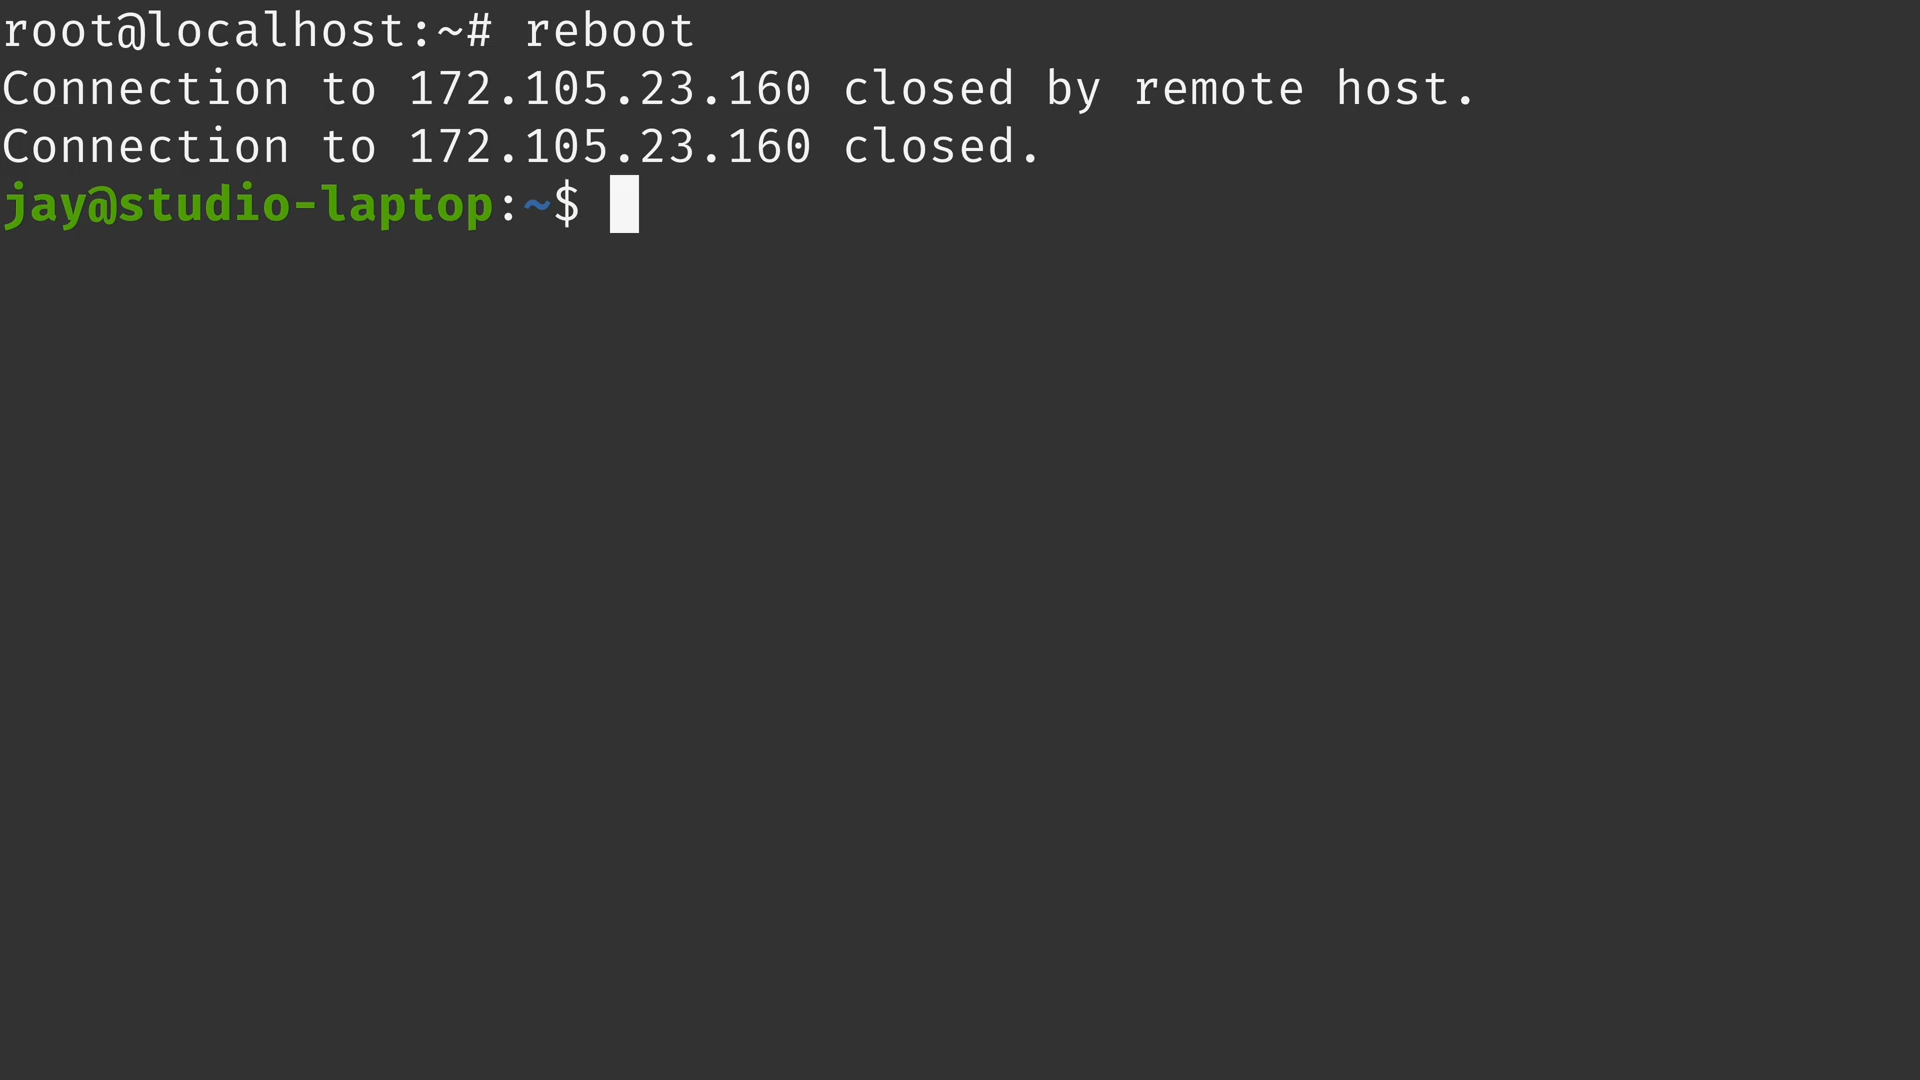 root@localhost:~# reboot
Connection to 172.105.23.160 closed by remote host.
Connection to 172.105.23.160 closed.
jay@studio-laptop:~$